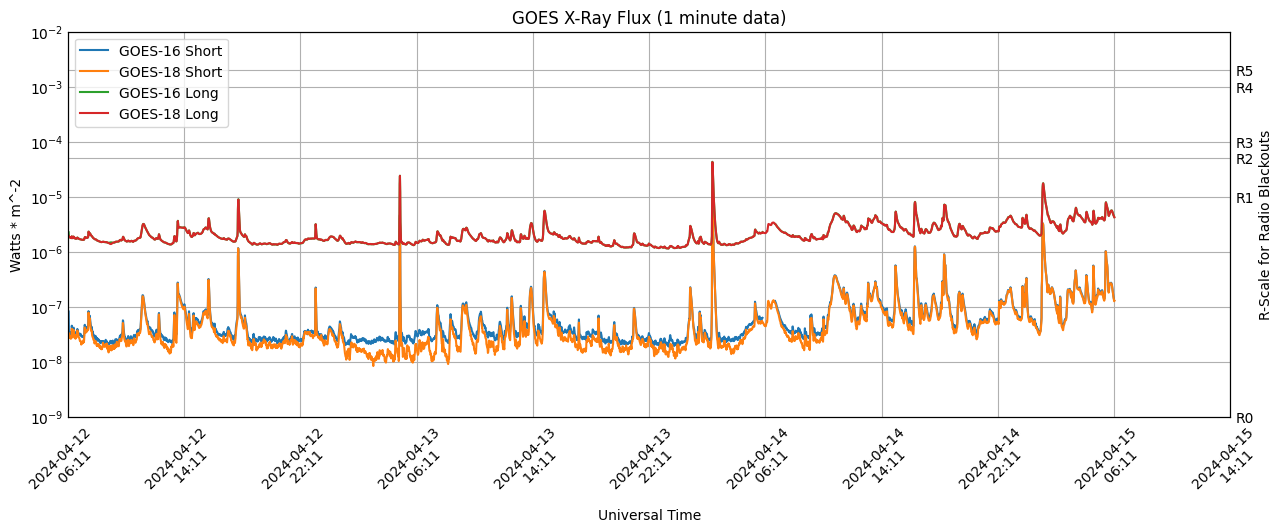 GOES X-Ray Flux (1 minute data)
GOES-16 Short
GOES-18 Short
GOES-16 Long
GOES-18 Long
Watts * m^-2
10⁻²
10⁻³
10⁻⁴
10⁻⁵
10⁻⁶
10⁻⁷
10⁻⁸
10⁻⁹
R5
R4
R3
R2
R1
R0
R-Scale for Radio Blackouts
2024-04-12
06:11
2024-04-12
14:11
2024-04-12
22:11
2024-04-13
06:11
2024-04-13
14:11
2024-04-13
22:11
2024-04-14
06:11
2024-04-14
14:11
2024-04-14
22:11
2024-04-15
06:11
2024-04-15
14:11
Universal Time